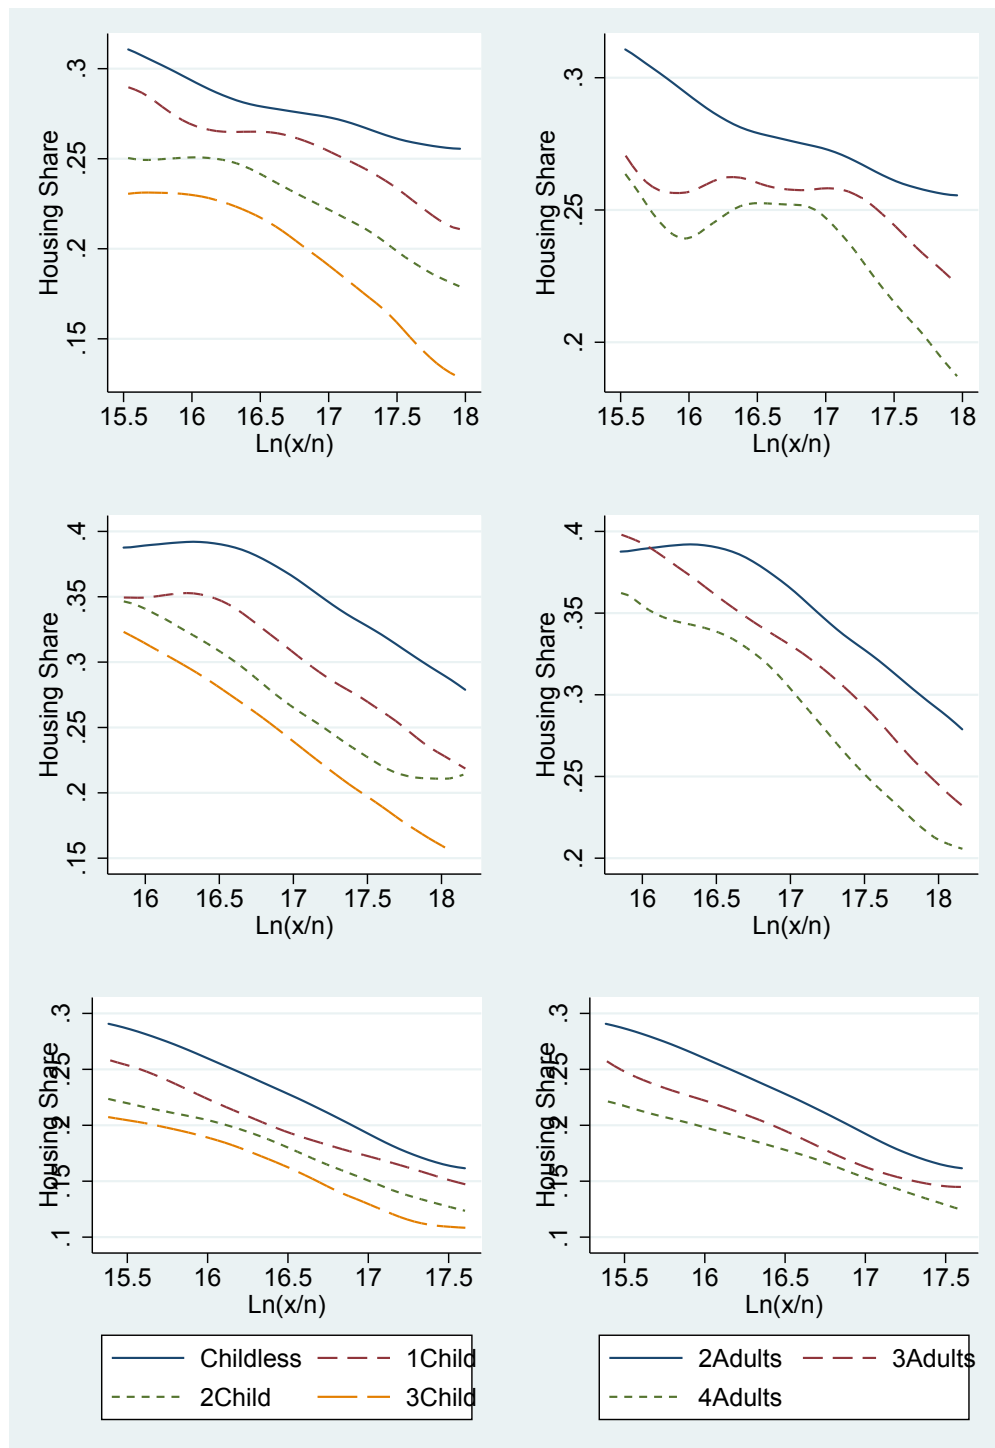 .3
.25
.2
.15
Housing Share
15.5 16 16.5 17 17.5 18
Ln(x/n)
.3
.25
.2
Housing Share
15.5 16 16.5 17 17.5 18
Ln(x/n)
.4
.35
.3
.25
.2
.15
Housing Share
16 16.5 17 17.5 18
Ln(x/n)
.4
.35
.3
.25
.2
Housing Share
16 16.5 17 17.5 18
Ln(x/n)
.3
.25
.2
.15
.1
Housing Share
15.5 16 16.5 17 17.5
Ln(x/n)
.3
.25
.2
.15
.1
Housing Share
15.5 16 16.5 17 17.5
Ln(x/n)
Childless 1Child
2Child 3Child
2Adults 3Adults
4Adults